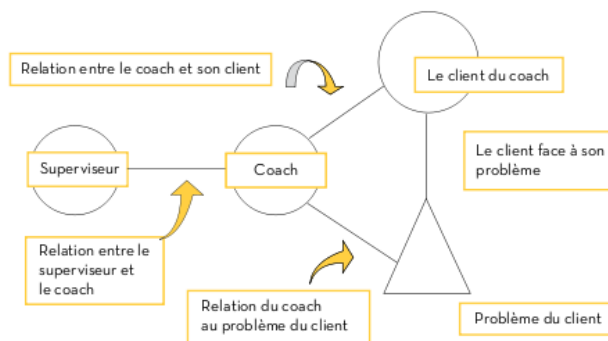 Relation entre le coach et son client
Le client du coach
Superviseur
Coach
Le client face à son
problème
Relation entre le
superviseur et
le coach
Relation du coach
au problème du client
Problème du client